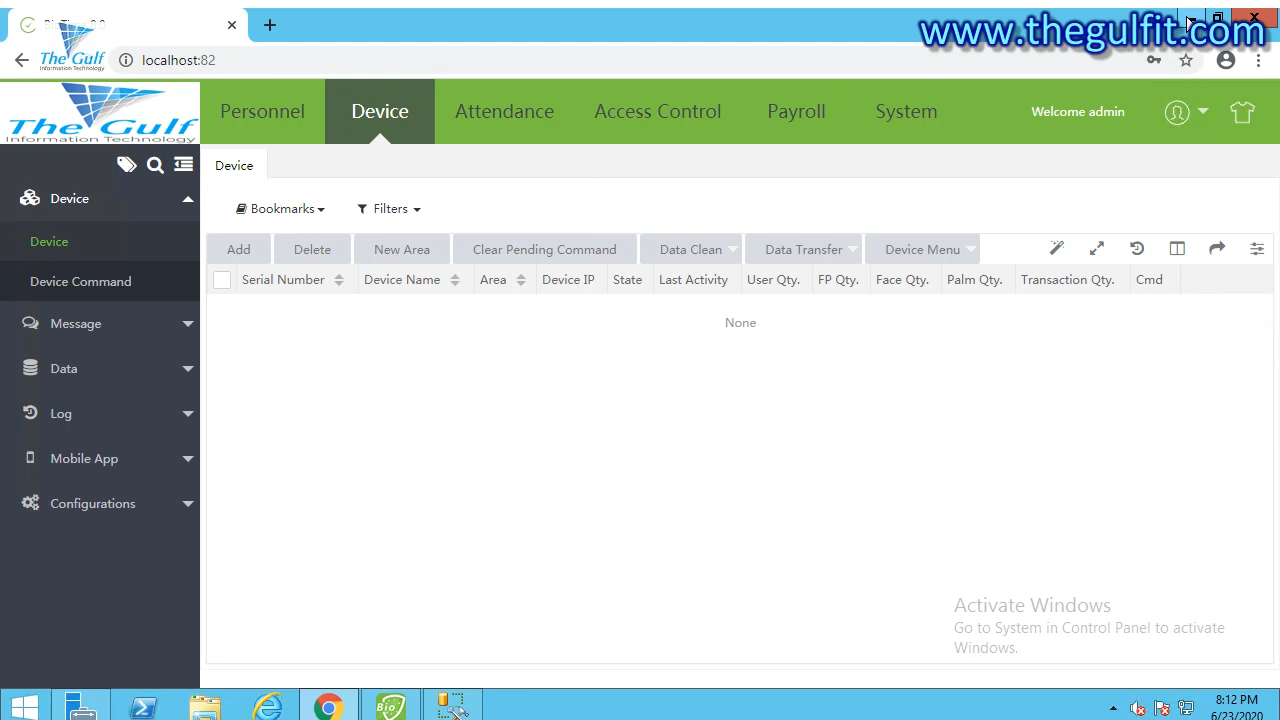 www.thegulfit.com
The Gulf
Information Technology
localhost:82
The Gulf
Information Technology
Personnel
Device
Attendance
Access Control
Payroll
System
Welcome admin
Device
Device
Device Command
Message
Data
Log
Mobile App
Configurations
Device
Bookmarks
Filters
Add
Delete
New Area
Clear Pending Command
Data Clean
Data Transfer
Device Menu
Serial Number
Device Name
Area
Device IP
State
Last Activity
User Qty.
FP Qty.
Face Qty.
Palm Qty.
Transaction Qty.
Cmd
None
Activate Windows
Go to System in Control Panel to activate
Windows.
Bio
8:12 PM
6/23/2020